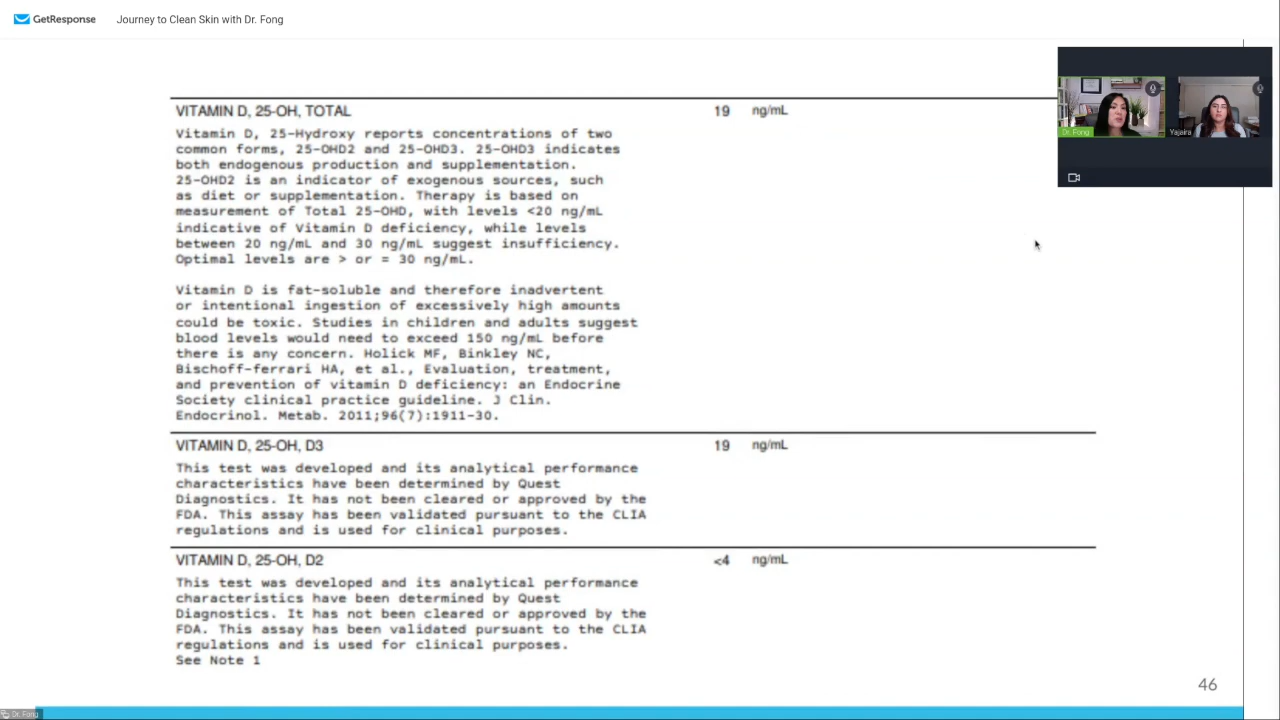 GetResponse Journey to Clean Skin with Dr. Fong
VITAMIN D, 25-OH, TOTAL 19 ng/mL
Vitamin D, 25-Hydroxy reports concentrations of two
common forms, 25-OHD2 and 25-OHD3. 25-OHD3 indicates
both endogenous production and supplementation.
25-OHD2 is an indicator of exogenous sources, such
as diet or supplementation. Therapy is based on
measurement of Total 25-OHD, with levels <20 ng/mL
indicative of Vitamin D deficiency, while levels
between 20 ng/mL and 30 ng/mL suggest insufficiency.
Optimal levels are > or = 30 ng/mL.
Vitamin D is fat-soluble and therefore inadvertent
or intentional ingestion of excessively high amounts
could be toxic. Studies in children and adults suggest
blood levels would need to exceed 150 ng/mL before
there is any concern. Holick MF, Binkley NC,
Bischoff-ferrari HA, et al., Evaluation, treatment,
and prevention of vitamin D deficiency: an Endocrine
Society clinical practice guideline. J Clin.
Endocrinol. Metab. 2011;96(7):1911-30.
VITAMIN D, 25-OH, D3 19 ng/mL
This test was developed and its analytical performance
characteristics have been determined by Quest
Diagnostics. It has not been cleared or approved by the
FDA. This assay has been validated pursuant to the CLIA
regulations and is used for clinical purposes.
VITAMIN D, 25-OH, D2 <4 ng/mL
This test was developed and its analytical performance
characteristics have been determined by Quest
Diagnostics. It has not been cleared or approved by the
FDA. This assay has been validated pursuant to the CLIA
regulations and is used for clinical purposes.
See Note 1
Dr. Fong Yajaira
46
Dr. Fong